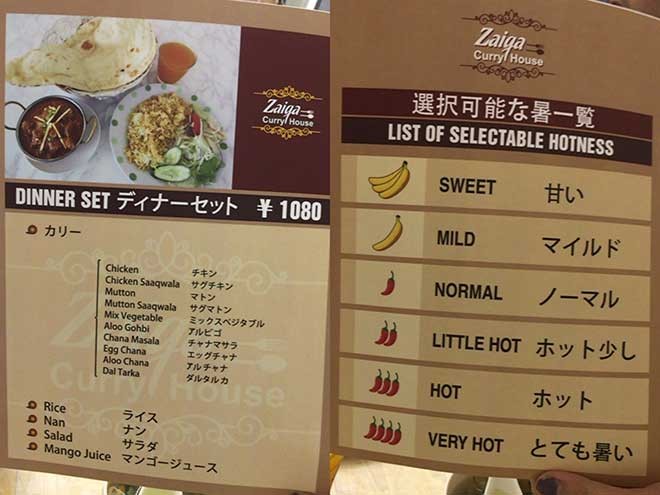 Zaiqa
Curry House
DINNER SET ディナーセット ￥1080
カリー
Chicken チキン
Chicken Saaqwala サグチキン
Mutton マトン
Mutton Saaqwala サグマトン
Mix Vegetable ミックスベジタブル
Aloo Gohbi アルピゴ
Chana Masala チャナマサラ
Egg Chana エッグチャナ
Aloo Chana アルチャナ
Dal Tarka ダルタルカ
Rice ライス
Nan ナン
Salad サラダ
Mango Juice マンゴージュース
Zaiqa
Curry House
Zaiqa
Curry House
選択可能な暑一覧
LIST OF SELECTABLE HOTNESS
SWEET 甘い
MILD マイルド
NORMAL ノーマル
LITTLE HOT ホット少し
HOT ホット
VERY HOT とても暑い